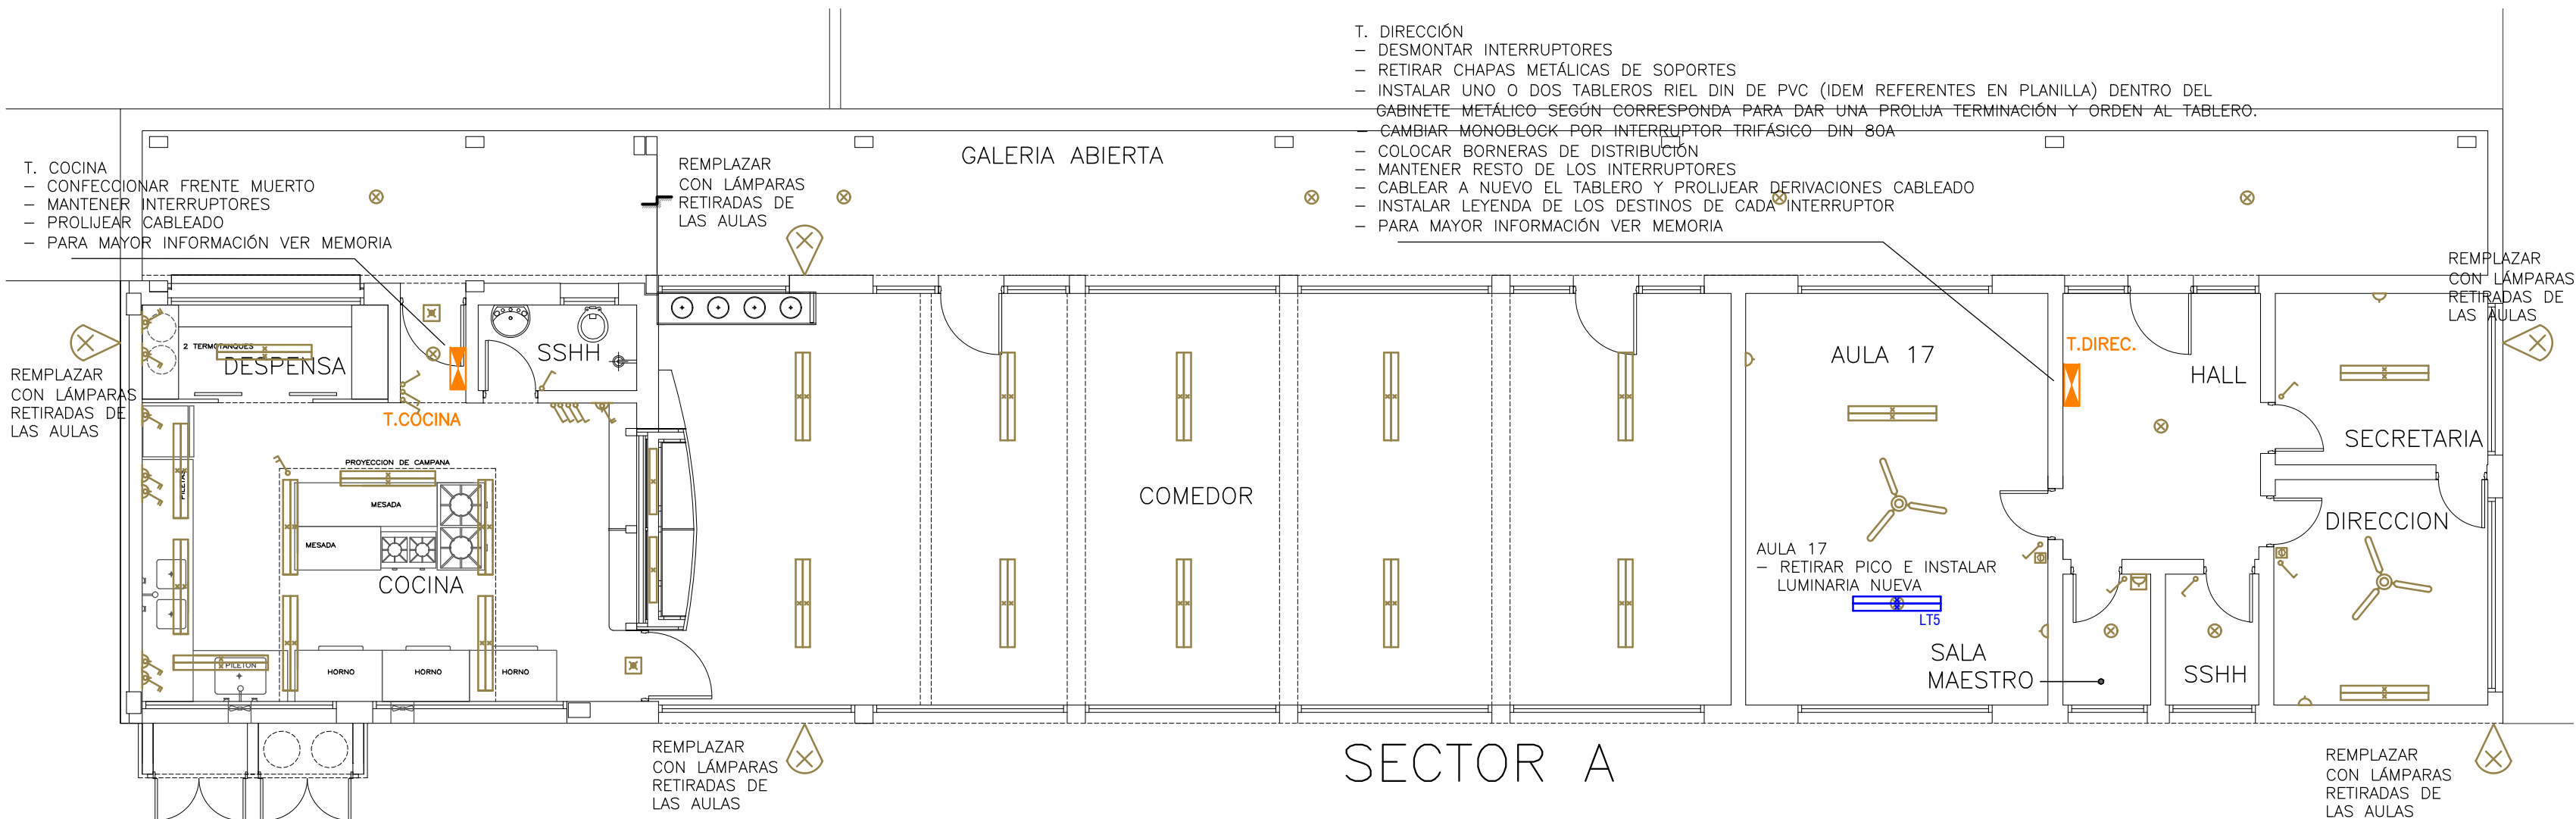 T. DIRECCIÓN
– DESMONTAR INTERRUPTORES
– RETIRAR CHAPAS METÁLICAS DE SOPORTES
– INSTALAR UNO O DOS TABLEROS RIEL DIN DE PVC (IDEM REFERENTES EN PLANILLA) DENTRO DEL
GABINETE METÁLICO SEGÚN CORRESPONDA PARA DAR UNA PROLIJA TERMINACIÓN Y ORDEN AL TABLERO.
– CAMBIAR MONOBLOCK POR INTERRUPTOR TRIFÁSICO DIN 80A
– COLOCAR BORNERAS DE DISTRIBUCIÓN
– MANTENER RESTO DE LOS INTERRUPTORES
– CABLEAR A NUEVO EL TABLERO Y PROLIJEAR DERIVACIONES CABLEADO
– INSTALAR LEYENDA DE LOS DESTINOS DE CADA INTERRUPTOR
– PARA MAYOR INFORMACIÓN VER MEMORIA
T. COCINA
– CONFECCIONAR FRENTE MUERTO
– MANTENER INTERRUPTORES
– PROLIJEAR CABLEADO
– PARA MAYOR INFORMACIÓN VER MEMORIA
REMPLAZAR
CON LÁMPARAS
RETIRADAS DE
LAS AULAS
GALERIA ABIERTA
REMPLAZAR
CON LÁMPARAS
RETIRADAS DE
LAS AULAS
REMPLAZAR
CON LÁMPARAS
RETIRADAS DE
LAS AULAS
2 TERMOTANQUES
DESPENSA
SSHH
T.COCINA
AULA 17
T.DIREC.
HALL
SECRETARIA
PROYECCION DE CAMPANA
PILETAS
MESADA
MESADA
COCINA
COMEDOR
DIRECCION
AULA 17
– RETIRAR PICO E INSTALAR
LUMINARIA NUEVA
LT5
SALA
MAESTRO
SSHH
PILETON
HORNO
HORNO
HORNO
SECTOR A
REMPLAZAR
CON LÁMPARAS
RETIRADAS DE
LAS AULAS
REMPLAZAR
CON LÁMPARAS
RETIRADAS DE
LAS AULAS